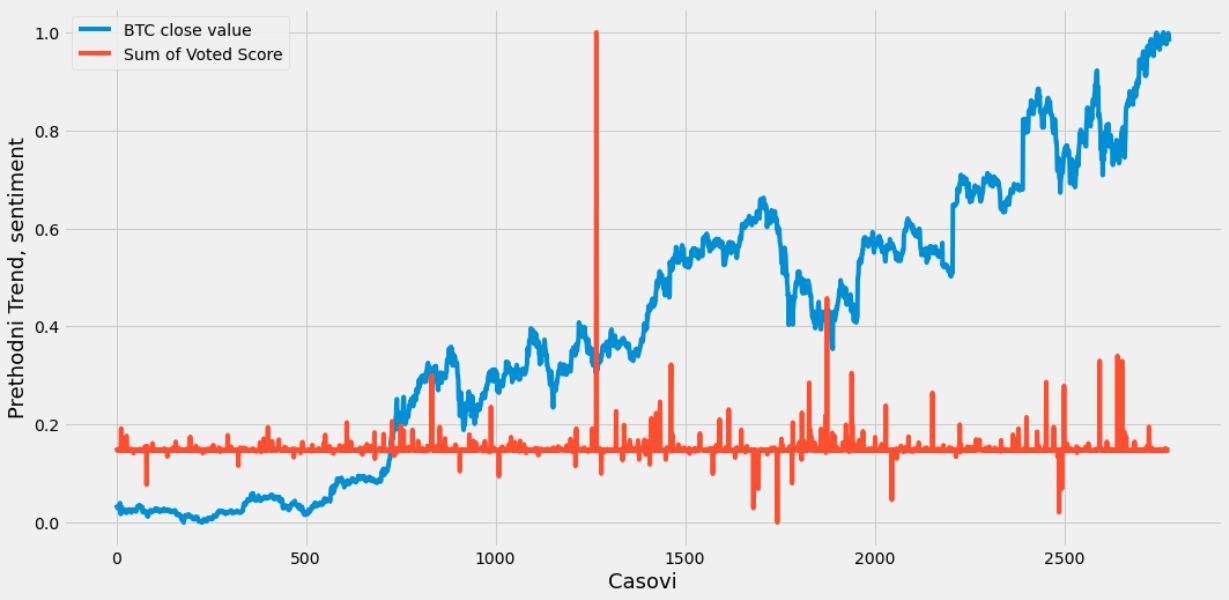 BTC close value
Sum of Voted Score
1.0
0.8
0.6
0.4
0.2
0.0
Prethodni Trend, sentiment
0 500 1000 1500 2000 2500
Casovi